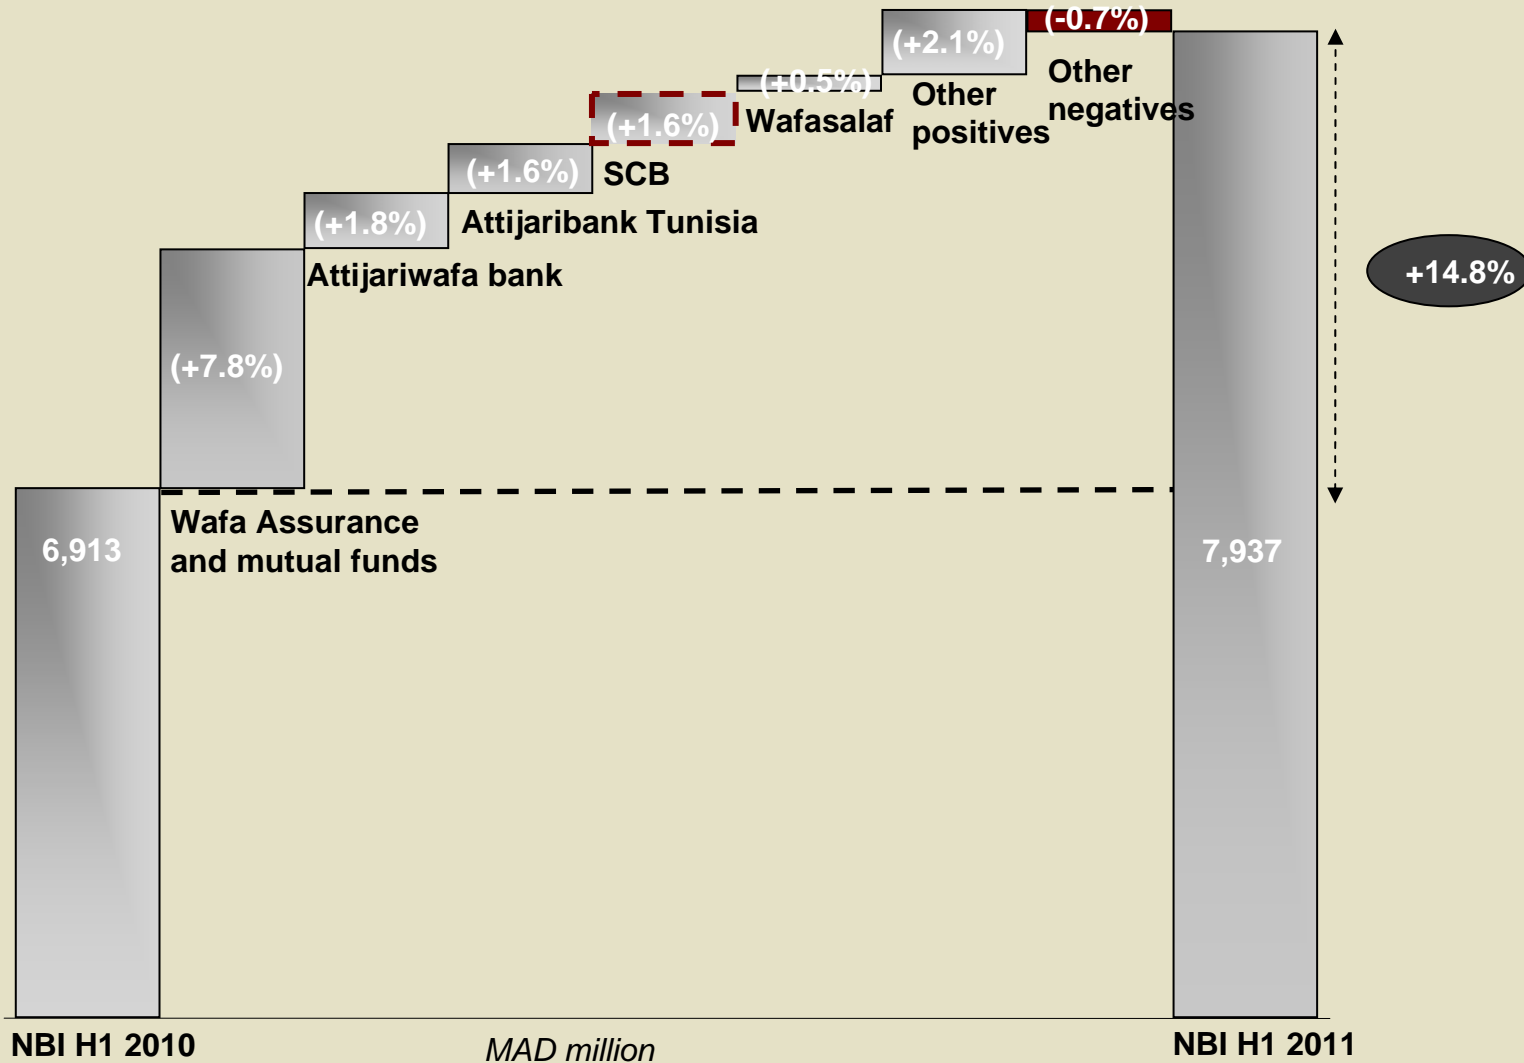 (-0.7%)
(+2.1%)
Other
negatives
(+0.5%)
Other
positives
Wafasalaf
(+1.6%)
SCB
(+1.6%)
Attijaribank Tunisia
(+1.8%)
Attijariwafa bank
+14.8%
(+7.8%)
Wafa Assurance
and mutual funds
6,913
7,937
NBI H1 2010
MAD million
NBI H1 2011